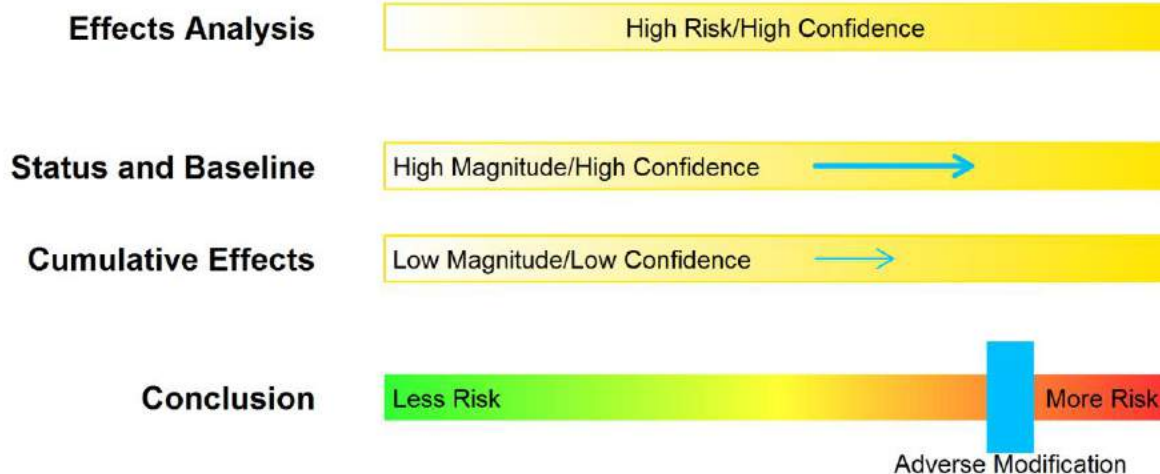 Effects Analysis High Risk/High Confidence
Status and Baseline High Magnitude/High Confidence
Cumulative Effects Low Magnitude/Low Confidence
Conclusion Less Risk More Risk
Adverse Modification